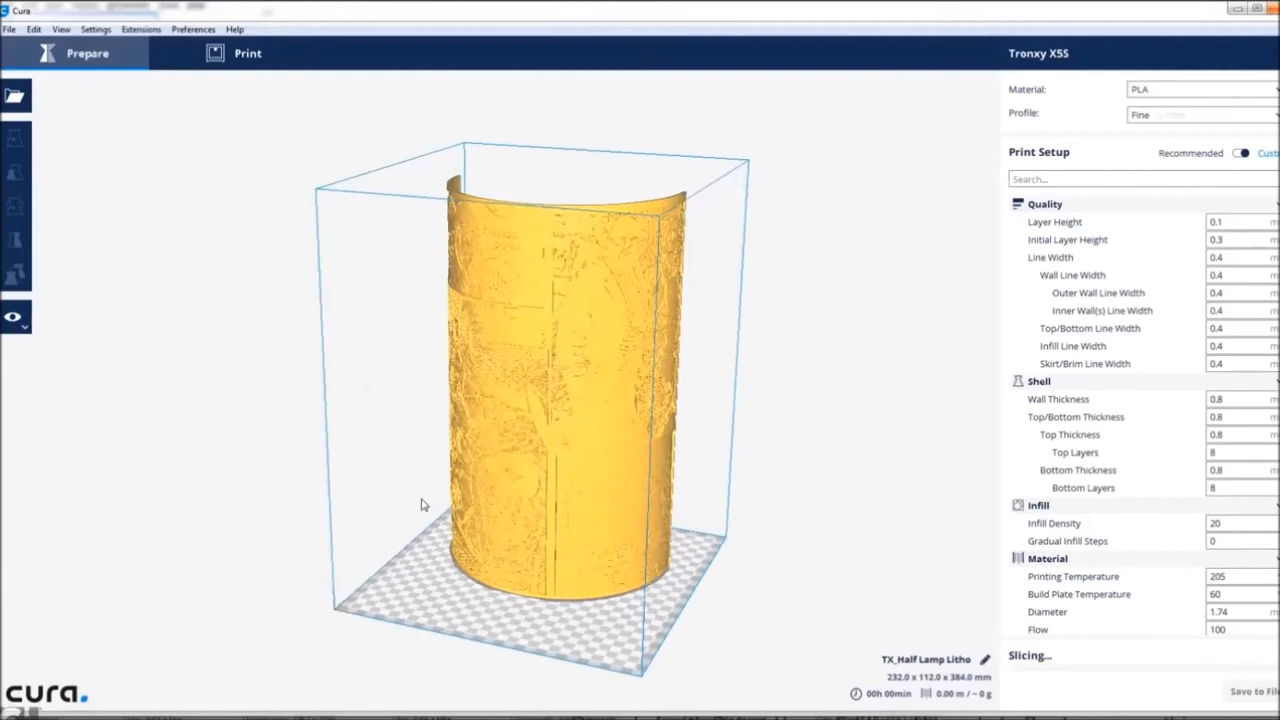 Cura
File Edit View Settings Extensions Preferences Help
Prepare Print Tronxy X5S
Material: PLA
Profile: Fine
Print Setup Recommended
Search...
Quality
Layer Height 0.1
Initial Layer Height 0.3
Line Width 0.4
Wall Line Width 0.4
Outer Wall Line Width 0.4
Inner Wall(s) Line Width 0.4
Top/Bottom Line Width 0.4
Infill Line Width 0.4
Skirt/Brim Line Width 0.4
Shell
Wall Thickness 0.8
Top/Bottom Thickness 0.8
Top Thickness 0.8
Top Layers 8
Bottom Thickness 0.8
Bottom Layers 8
Infill
Infill Density 20
Gradual Infill Steps 0
Material
Printing Temperature 205
Build Plate Temperature 60
Diameter 1.74
Flow 100
TX_Half Lamp Litho
Slicing...
232.0 x 112.0 x 384.0 mm
00h 00min 0.00 m / ~ 0 g
Save to
cura.